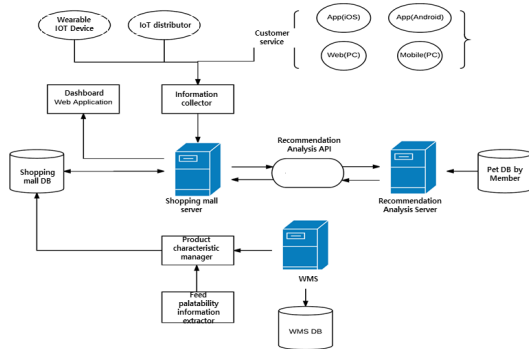 Wearable
IOT Device
IoT distributor
Customer
service
App(iOS)
App(Android)
Web(PC)
Mobile(PC)
Dashboard
Web Application
Information
collector
Shopping
mall DB
Shopping mall
server
Recommendation
Analysis API
Recommendation
Analysis Server
Pet DB by
Member
Product
characteristic
manager
WMS
Feed
palatability
information
extractor
WMS DB